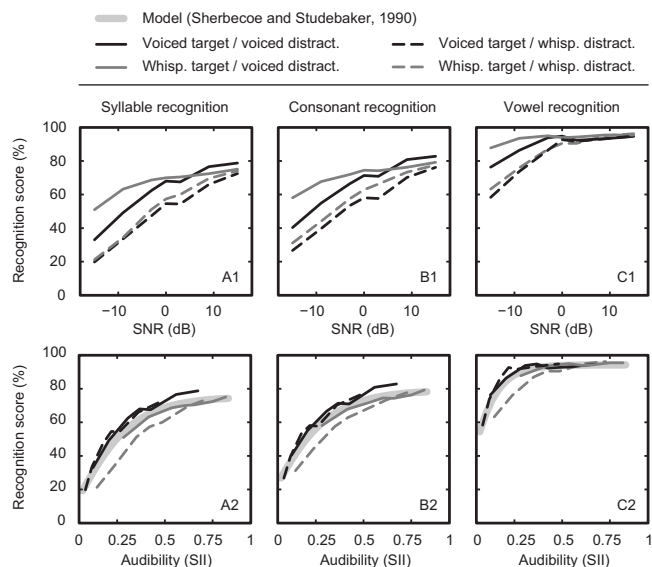 Model (Sherbecoe and Studebaker, 1990)
Voiced target / voiced distract. Voiced target / whisp. distract.
Whisp. target / voiced distract. Whisp. target / whisp. distract.
Syllable recognition Consonant recognition Vowel recognition
Recognition score (%)
100
80
60
40
20
0
A1 B1 C1
−10 0 10 −10 0 10 −10 0 10
SNR (dB) SNR (dB) SNR (dB)
Recognition score (%)
100
80
60
40
20
0
A2 B2 C2
0 0.25 0.5 0.75 1 0 0.25 0.5 0.75 1 0 0.25 0.5 0.75 1
Audibility (SII) Audibility (SII) Audibility (SII)